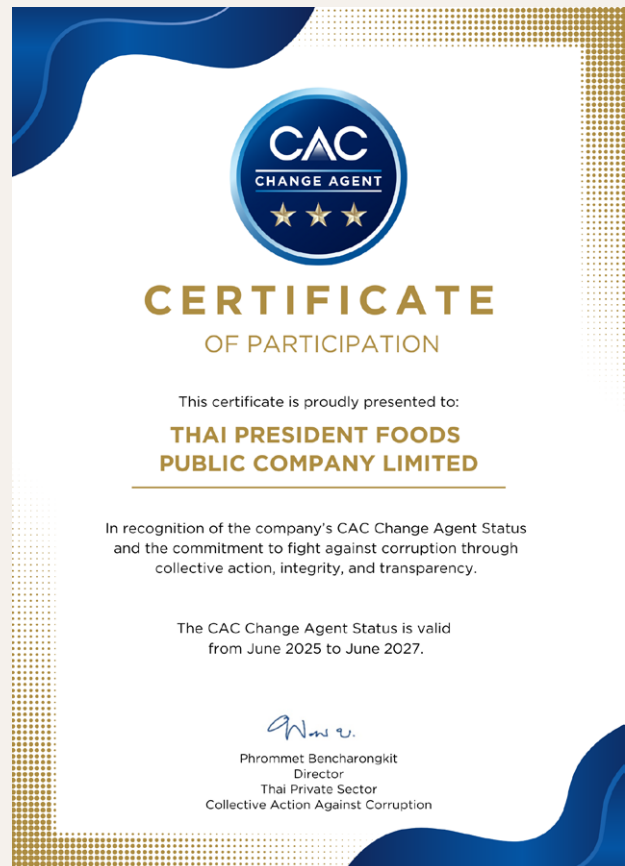 CAC
CHANGE AGENT
CERTIFICATE
OF PARTICIPATION
This certificate is proudly presented to:
THAI PRESIDENT FOODS
PUBLIC COMPANY LIMITED
In recognition of the company's CAC Change Agent Status
and the commitment to fight against corruption through
collective action, integrity, and transparency.
The CAC Change Agent Status is valid
from June 2025 to June 2027.
Phrommet Bencharongkit
Director
Thai Private Sector
Collective Action Against Corruption